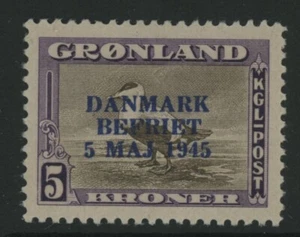 GRØNLAND
KGL·POST
DANMARK
BEFRIET
5 MAJ 1945
5
KRONER